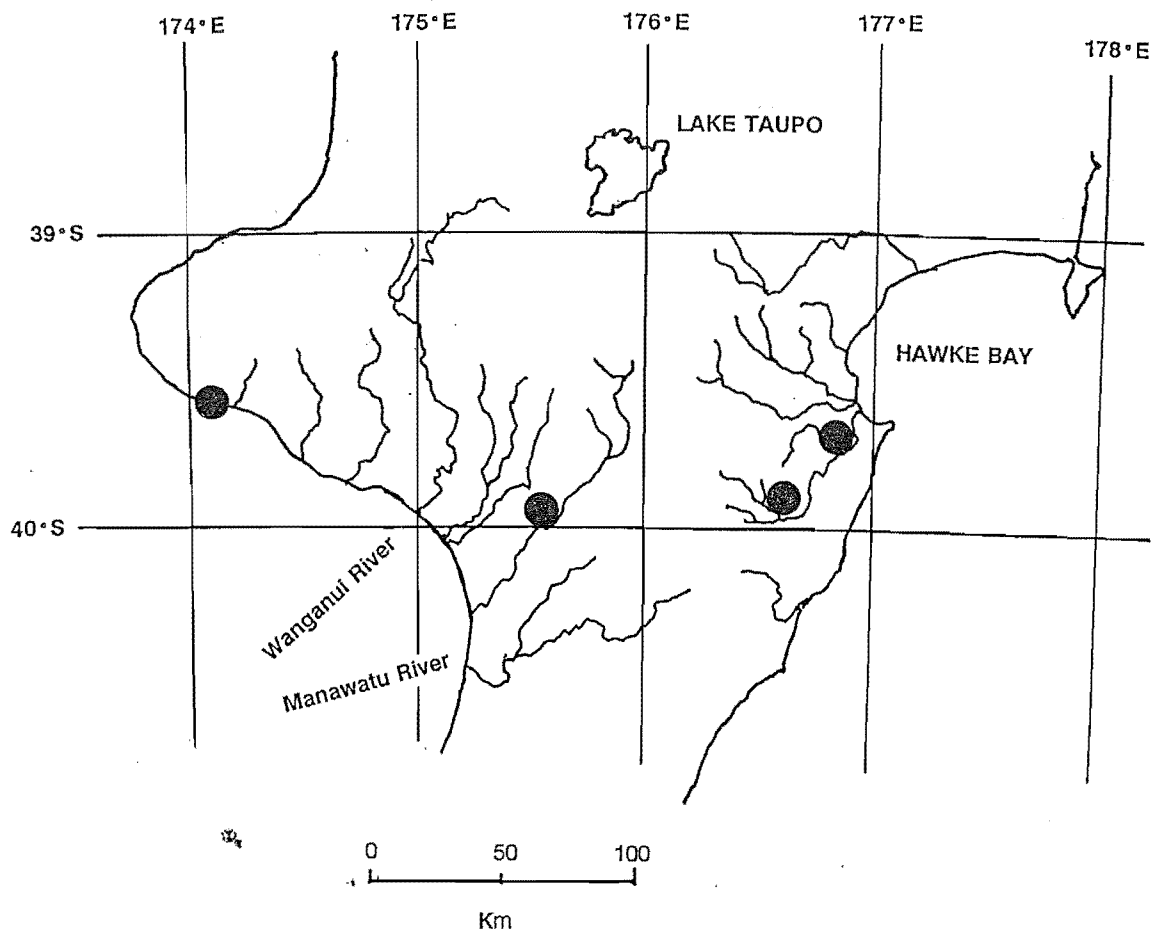 174°E
175°E
176°E
177°E
178°E
LAKE TAUPO
39°S
HAWKE BAY
40°S
Wanganui River
Manawatu River
0 50 100
Km